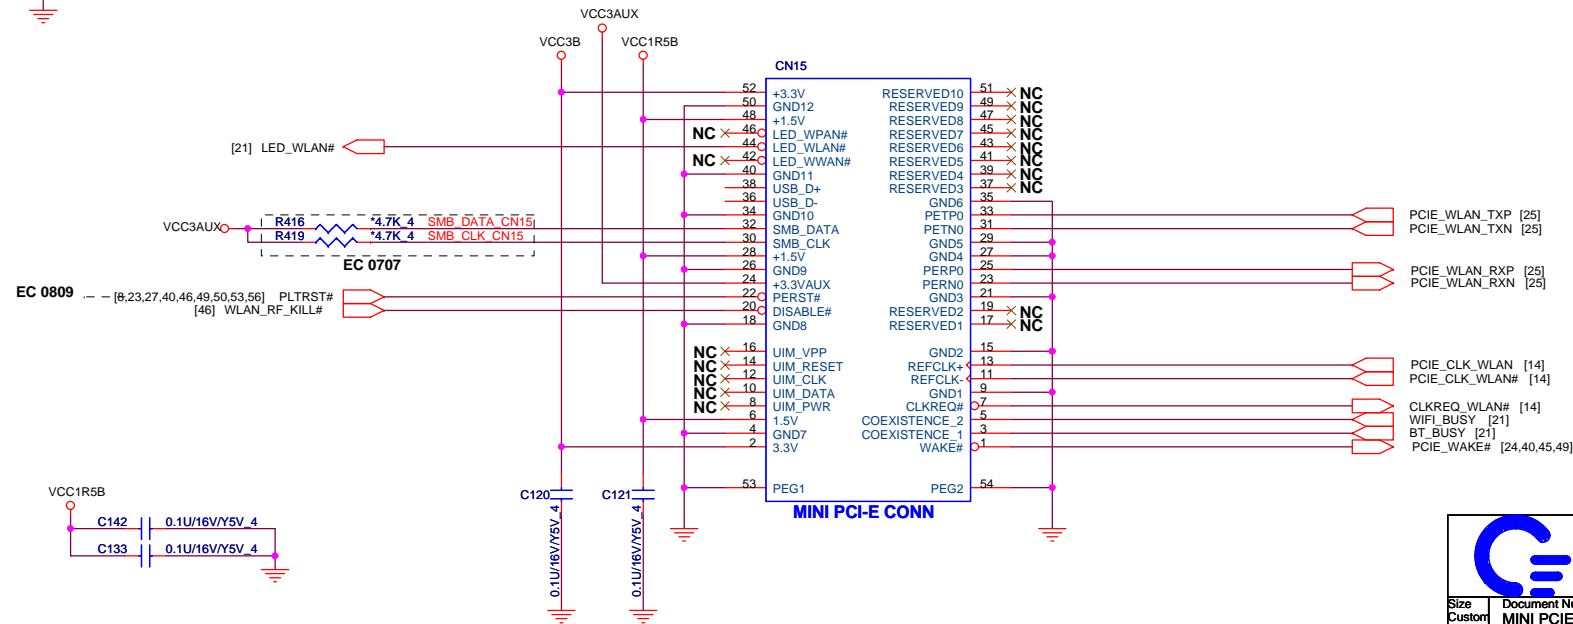 VCC3AUX
VCC3B VCC1R5B
CN15
52 +3.3V RESERVED10 51 NC
50 GND12 RESERVED9 49 NC
48 +1.5V RESERVED8 47 NC
NC 46 LED_WPAN# RESERVED7 45 NC
[21] LED_WLAN# 44 LED_WLAN# RESERVED6 43 NC
NC 42 LED_WWAN# RESERVED5 41 NC
40 GND11 RESERVED4 39 NC
38 USB_D+ RESERVED3 37 NC
36 USB_D- GND6 35
34 GND10 PETP0 33 PCIE_WLAN_TXP [25]
VCC3AUX R416 *4.7K_4 SMB_DATA_CN15 32 SMB_DATA PETN0 31 PCIE_WLAN_TXN [25]
R419 *4.7K_4 SMB_CLK_CN15 30 SMB_CLK GND5 29
EC 0707
28 +1.5V GND4 27
26 GND9 PERP0 25 PCIE_WLAN_RXP [25]
24 +3.3VAUX PERN0 23 PCIE_WLAN_RXN [25]
EC 0809 [8,23,27,40,46,49,50,53,56] PLTRST# 22 PERST# GND3 21
[46] WLAN_RF_KILL# 20 DISABLE# RESERVED2 19 NC
18 GND8 RESERVED1 17 NC
NC 16 UIM_VPP GND2 15
NC 14 UIM_RESET REFCLK+ 13 PCIE_CLK_WLAN [14]
NC 12 UIM_CLK REFCLK- 11 PCIE_CLK_WLAN# [14]
NC 10 UIM_DATA GND1 9
NC 8 UIM_PWR CLKREQ# 7 CLKREQ_WLAN# [14]
6 1.5V COEXISTENCE_2 5 WIFI_BUSY [21]
4 GND7 COEXISTENCE_1 3 BT_BUSY [21]
2 3.3V WAKE# 1 PCIE_WAKE# [24,40,45,49]
53 PEG1 PEG2 54
MINI PCI-E CONN
C120 0.1U/16V/Y5V_4
C121 0.1U/16V/Y5V_4
VCC1R5B
C142 0.1U/16V/Y5V_4
C133 0.1U/16V/Y5V_4
Size Document Nu
Custom MINI PCIE